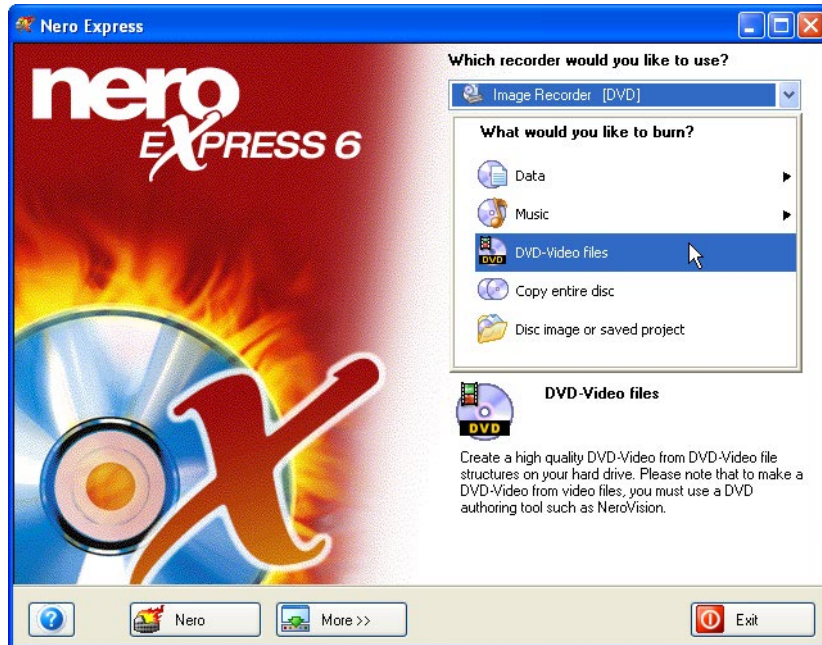 Nero Express
nero
EXPRESS 6
Which recorder would you like to use?
Image Recorder [DVD]
What would you like to burn?
Data
Music
DVD
DVD-Video files
Copy entire disc
Disc image or saved project
DVD
DVD-Video files
Create a high quality DVD-Video from DVD-Video file
structures on your hard drive. Please note that to make a
DVD-Video from video files, you must use a DVD
authoring tool such as NeroVision.
X
?
Nero
More >>
Exit